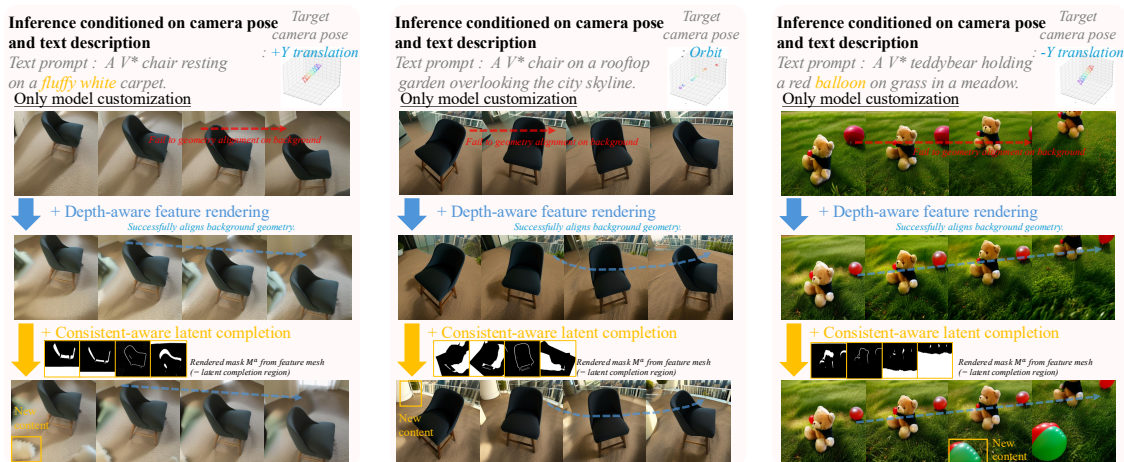 Inference conditioned on camera pose
and text description
Target
camera pose
: +Y translation
Text prompt : A V* chair resting
on a fluffy white carpet.
Only model customization
Fail to geometry alignment on background
+ Depth-aware feature rendering
Successfully aligns background geometry.
+ Consistent-aware latent completion
Rendered mask Mᵅ from feature mesh
(= latent completion region)
New
content
Inference conditioned on camera pose
and text description
Target
camera pose
: Orbit
Text prompt : A V* chair on a rooftop
garden overlooking the city skyline.
Only model customization
Fail to geometry alignment on background
+ Depth-aware feature rendering
Successfully aligns background geometry.
+ Consistent-aware latent completion
Rendered mask Mᵅ from feature mesh
(= latent completion region)
New
content
Inference conditioned on camera pose
and text description
Target
camera pose
: -Y translation
Text prompt : A V* teddybear holding
a red balloon on grass in a meadow.
Only model customization
Fail to geometry alignment on background
+ Depth-aware feature rendering
Successfully aligns background geometry.
+ Consistent-aware latent completion
Rendered mask Mᵅ from feature mesh
(= latent completion region)
New
content